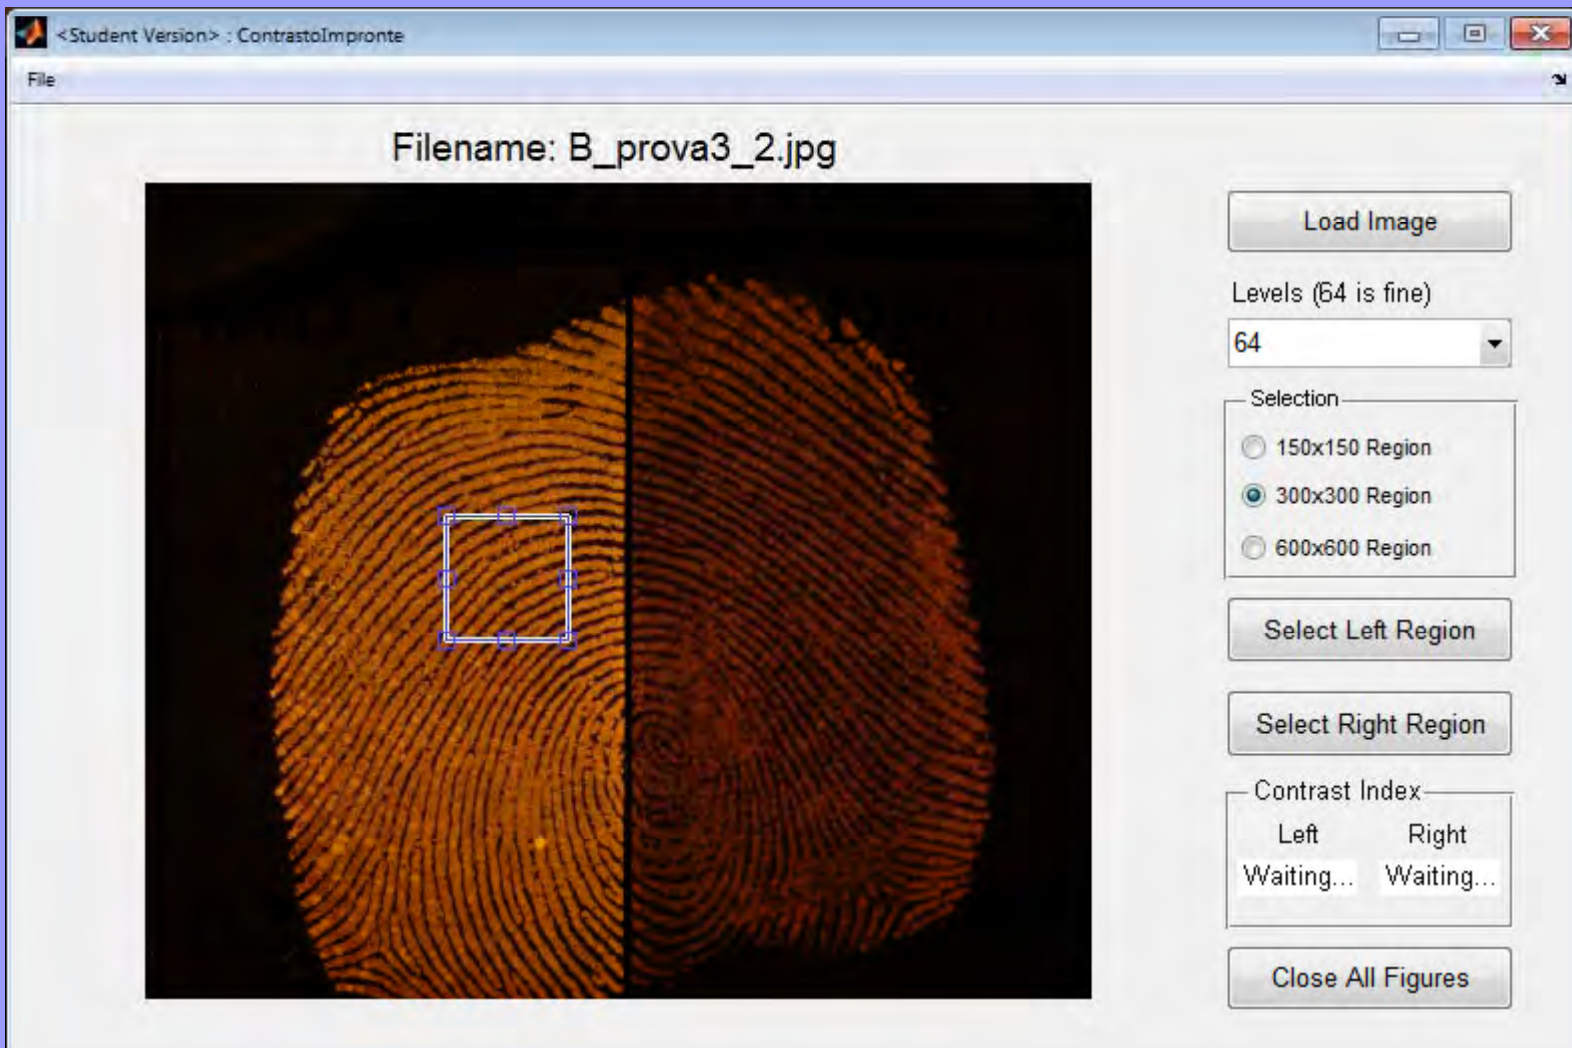 <Student Version> : ContrastoImpronte
File
Filename: B_prova3_2.jpg
Load Image
Levels (64 is fine)
64
Selection
150x150 Region
300x300 Region
600x600 Region
Select Left Region
Select Right Region
Contrast Index
Left Right
Waiting... Waiting...
Close All Figures